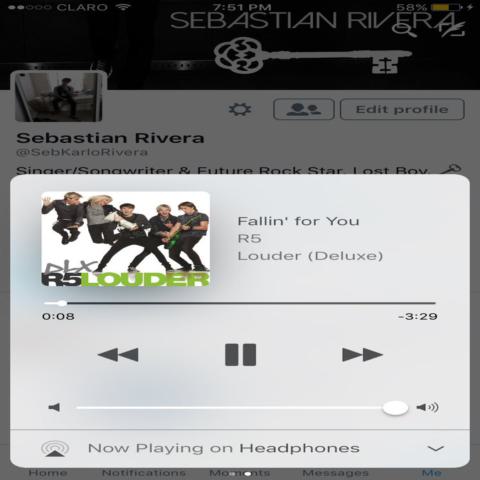 CLARO 7:51 PM 58%
SEBASTIAN RIVERA
Edit profile
Sebastian Rivera
@SebKarloRivera
Singer/Songwriter & Future Rock Star. Lost Boy.
Fallin' for You
R5
Louder (Deluxe)
DLX
R5LOUDER
0:08 -3:29
Now Playing on Headphones
Home Notifications Moments Messages Me